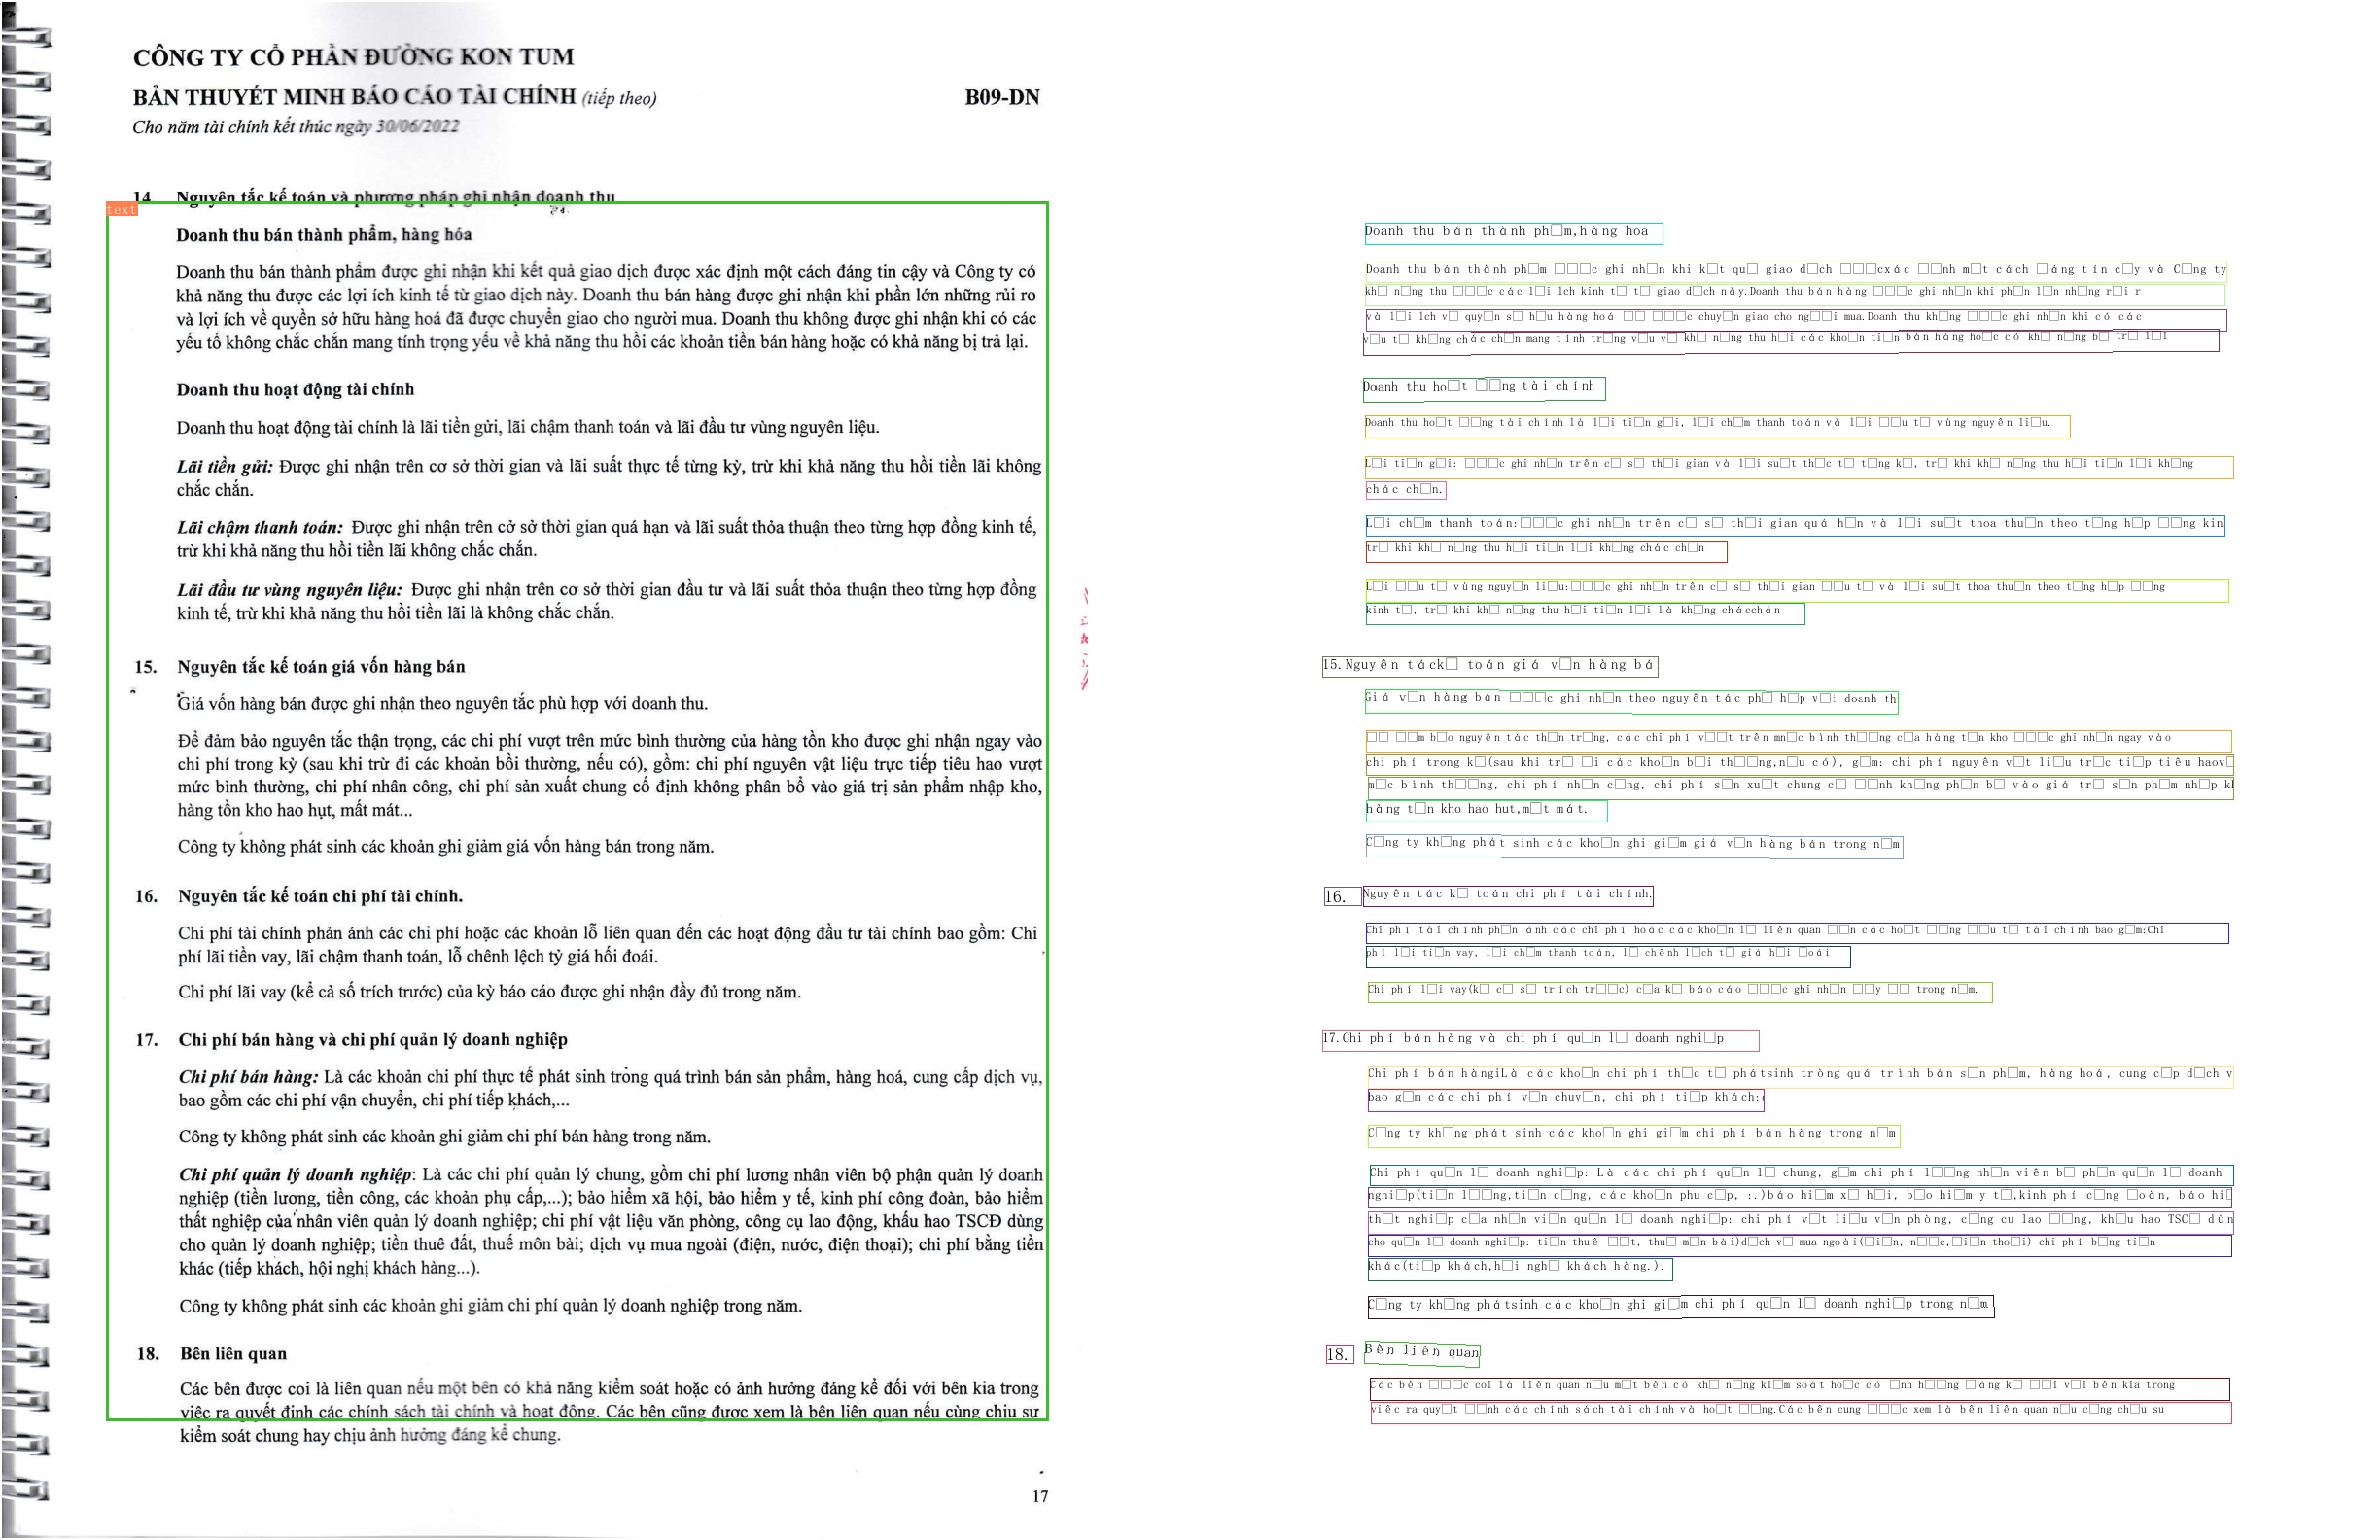 CÔNG TY CỔ PHẦN ĐƯỜNG KON TUM
BẢN THUYẾT MINH BÁO CÁO TÀI CHÍNH (tiếp theo) B09-DN
Cho năm tài chính kết thúc ngày 30/06/2022
14. Nguyên tắc kế toán và phương pháp ghi nhận doanh thu
text
Doanh thu bán thành phẩm, hàng hóa
Doanh thu bán thành phẩm được ghi nhận khi kết quả giao dịch được xác định một cách đáng tin cậy và Công ty có
khả năng thu được các lợi ích kinh tế từ giao dịch này. Doanh thu bán hàng được ghi nhận khi phần lớn những rủi ro
và lợi ích về quyền sở hữu hàng hoá đã được chuyển giao cho người mua. Doanh thu không được ghi nhận khi có các
yếu tố không chắc chắn mang tính trọng yếu về khả năng thu hồi các khoản tiền bán hàng hoặc có khả năng bị trả lại.
Doanh thu hoạt động tài chính
Doanh thu hoạt động tài chính là lãi tiền gửi, lãi chậm thanh toán và lãi đầu tư vùng nguyên liệu.
Lãi tiền gửi: Được ghi nhận trên cơ sở thời gian và lãi suất thực tế từng kỳ, trừ khi khả năng thu hồi tiền lãi không
chắc chắn.
Lãi chậm thanh toán: Được ghi nhận trên cở sở thời gian quá hạn và lãi suất thỏa thuận theo từng hợp đồng kinh tế,
trừ khi khả năng thu hồi tiền lãi không chắc chắn.
Lãi đầu tư vùng nguyên liệu: Được ghi nhận trên cơ sở thời gian đầu tư và lãi suất thỏa thuận theo từng hợp đồng
kinh tế, trừ khi khả năng thu hồi tiền lãi là không chắc chắn.
15. Nguyên tắc kế toán giá vốn hàng bán
Giá vốn hàng bán được ghi nhận theo nguyên tắc phù hợp với doanh thu.
Để đảm bảo nguyên tắc thận trọng, các chi phí vượt trên mức bình thường của hàng tồn kho được ghi nhận ngay vào
chi phí trong kỳ (sau khi trừ đi các khoản bồi thường, nếu có), gồm: chi phí nguyên vật liệu trực tiếp tiêu hao vượt
mức bình thường, chi phí nhân công, chi phí sản xuất chung cố định không phân bổ vào giá trị sản phẩm nhập kho,
hàng tồn kho hao hụt, mất mát...
Công ty không phát sinh các khoản ghi giảm giá vốn hàng bán trong năm.
16. Nguyên tắc kế toán chi phí tài chính.
Chi phí tài chính phản ánh các chi phí hoặc các khoản lỗ liên quan đến các hoạt động đầu tư tài chính bao gồm: Chi
phí lãi tiền vay, lãi chậm thanh toán, lỗ chênh lệch tỷ giá hối đoái.
Chi phí lãi vay (kể cả số trích trước) của kỳ báo cáo được ghi nhận đầy đủ trong năm.
17. Chi phí bán hàng và chi phí quản lý doanh nghiệp
Chi phí bán hàng: Là các khoản chi phí thực tế phát sinh trong quá trình bán sản phẩm, hàng hoá, cung cấp dịch vụ,
bao gồm các chi phí vận chuyển, chi phí tiếp khách,...
Công ty không phát sinh các khoản ghi giảm chi phí bán hàng trong năm.
Chi phí quản lý doanh nghiệp: Là các chi phí quản lý chung, gồm chi phí lương nhân viên bộ phận quản lý doanh
nghiệp (tiền lương, tiền công, các khoản phụ cấp,...); bảo hiểm xã hội, bảo hiểm y tế, kinh phí công đoàn, bảo hiểm
thất nghiệp của nhân viên quản lý doanh nghiệp; chi phí vật liệu văn phòng, công cụ lao động, khấu hao TSCĐ dùng
cho quản lý doanh nghiệp; tiền thuê đất, thuế môn bài; dịch vụ mua ngoài (điện, nước, điện thoại); chi phí bằng tiền
khác (tiếp khách, hội nghị khách hàng...).
Công ty không phát sinh các khoản ghi giảm chi phí quản lý doanh nghiệp trong năm.
18. Bên liên quan
Các bên được coi là liên quan nếu một bên có khả năng kiểm soát hoặc có ảnh hưởng đáng kể đối với bên kia trong
việc ra quyết định các chính sách tài chính và hoạt động. Các bên cũng được xem là bên liên quan nếu cùng chịu sự
kiểm soát chung hay chịu ảnh hưởng đáng kể chung.
17
Doanh thu bán thành ph□m,hàng hoa
Doanh thu bán thành ph□m □□□c ghi nh□n khi k□t qu□ giao d□ch □□□cxác □□nh m□t cách □áng tin c□y và C□ng ty
kh□ n□ng thu □□□c các l□i lch kinh t□ t□ giao d□ch này.Doanh thu bán hàng □□□c ghi nh□n khi ph□n l□n nh□ng r□i r
và l□i lch v□ quy□n s□ h□u hàng hoá □□ □□□c chuy□n giao cho ng□□i mua.Doanh thu kh□ng □□□c ghi nh□n khi có các
v□u t□ kh□ng chác ch□n mang tính tr□ng v□u v□ kh□ n□ng thu h□i các kho□n ti□n bán hàng ho□c có kh□ n□ng b□ tr□ l□i
Doanh thu ho□t □□ng tài chính
Doanh thu ho□t □□ng tài chính là l□i ti□n g□i, l□i ch□m thanh toán và l□i □□u t□ vùng nguyên li□u.
L□i ti□n g□i: □□□c ghi nh□n trên c□ s□ th□i gian và l□i su□t th□c t□ t□ng k□, tr□ khi kh□ n□ng thu h□i ti□n l□i kh□ng
chác ch□n.
L□i ch□m thanh toán:□□□c ghi nh□n trên c□ s□ th□i gian quá h□n và l□i su□t thoa thu□n theo t□ng h□p □□ng kin
tr□ khi kh□ n□ng thu h□i ti□n l□i kh□ng chác ch□n
L□i □□u t□ vùng nguy□n li□u:□□□c ghi nh□n trên c□ s□ th□i gian □□u t□ và l□i su□t thoa thu□n theo t□ng h□p □□ng
kinh t□, tr□ khi kh□ n□ng thu h□i ti□n l□i là kh□ng chácchán
15.Nguyên táck□ toán giá v□n hàng bá
Giá v□n hàng bán □□□c ghi nh□n theo nguyên tác ph□ h□p v□: doanh th
□□ □□m b□o nguyên tác th□n tr□ng, các chi phí v□□t trên mn□c bình th□□ng c□a hàng t□n kho □□□c ghi nh□n ngay vào
chi phí trong k□(sau khi tr□ □i các kho□n b□i th□□ng,n□u có), g□m: chi phí nguyên v□t li□u tr□c ti□p tiêu haov□
m□c bình th□□ng, chi phí nh□n c□ng, chi phí s□n xu□t chung c□ □□nh kh□ng ph□n b□ vào giá tr□ s□n ph□m nh□p k
hàng t□n kho hao hut,m□t mát.
C□ng ty kh□ng phát sinh các kho□n ghi gi□m giá v□n hàng bán trong n□m
16. Nguyên tác k□ toán chi phí tài chính.
Chi phí tài chính ph□n ánh các chi phí hoác các kho□n l□ liên quan □□n các ho□t □□ng □□u t□ tài chính bao g□m:Chi
phí l□i ti□n vay, l□i ch□m thanh toán, l□ chênh l□ch t□ giá h□i □oái
Chi phí l□i vay(k□ c□ s□ trích tr□□c) c□a k□ báo cáo □□□c ghi nh□n □□y □□ trong n□m.
17.Chi phí bán hàng và chi phí qu□n l□ doanh nghi□p
Chi phí bán hàngiLà các kho□n chi phí th□c t□ phátsinh tròng quá trình bán s□n ph□m, hàng hoá, cung c□p d□ch v
bao g□m các chi phí v□n chuy□n, chi phí ti□p khách:
C□ng ty kh□ng phát sinh các kho□n ghi gi□m chi phí bán hàng trong n□m
Chi phí qu□n l□ doanh nghi□p: Là các chi phí qu□n l□ chung, g□m chi phí l□□ng nh□n viên b□ ph□n qu□n l□ doanh
nghi□p(ti□n l□□ng,ti□n c□ng, các kho□n phu c□p, :.)báo hi□m x□ h□i, b□o hi□m y t□,kinh phí c□ng □oàn, báo hi□
th□t nghi□p c□a nh□n vi□n qu□n l□ doanh nghi□p: chi phí v□t li□u v□n phòng, c□ng cu lao □□ng, kh□u hao TSC□ dùn
cho qu□n l□ doanh nghi□p: ti□n thuê □□t, thu□ m□n bài)d□ch v□ mua ngoài(□i□n, n□□c,□i□n tho□i) chi phí b□ng ti□n
khác(ti□p khách,h□i ngh□ khách hàng.).
C□ng ty kh□ng phátsinh các kho□n ghi gi□m chi phí qu□n l□ doanh nghi□p trong n□m
18. Bên liên quan
Các bên □□□c coi là liên quan n□u m□t bên có kh□ n□ng ki□m soát ho□c có □nh h□□ng □áng k□ □□i v□i bên kia trong
viêc ra quy□t □□nh các chính sách tài chính và ho□t □□ng.Các bên cung □□□c xem là bên liên quan n□u c□ng ch□u su